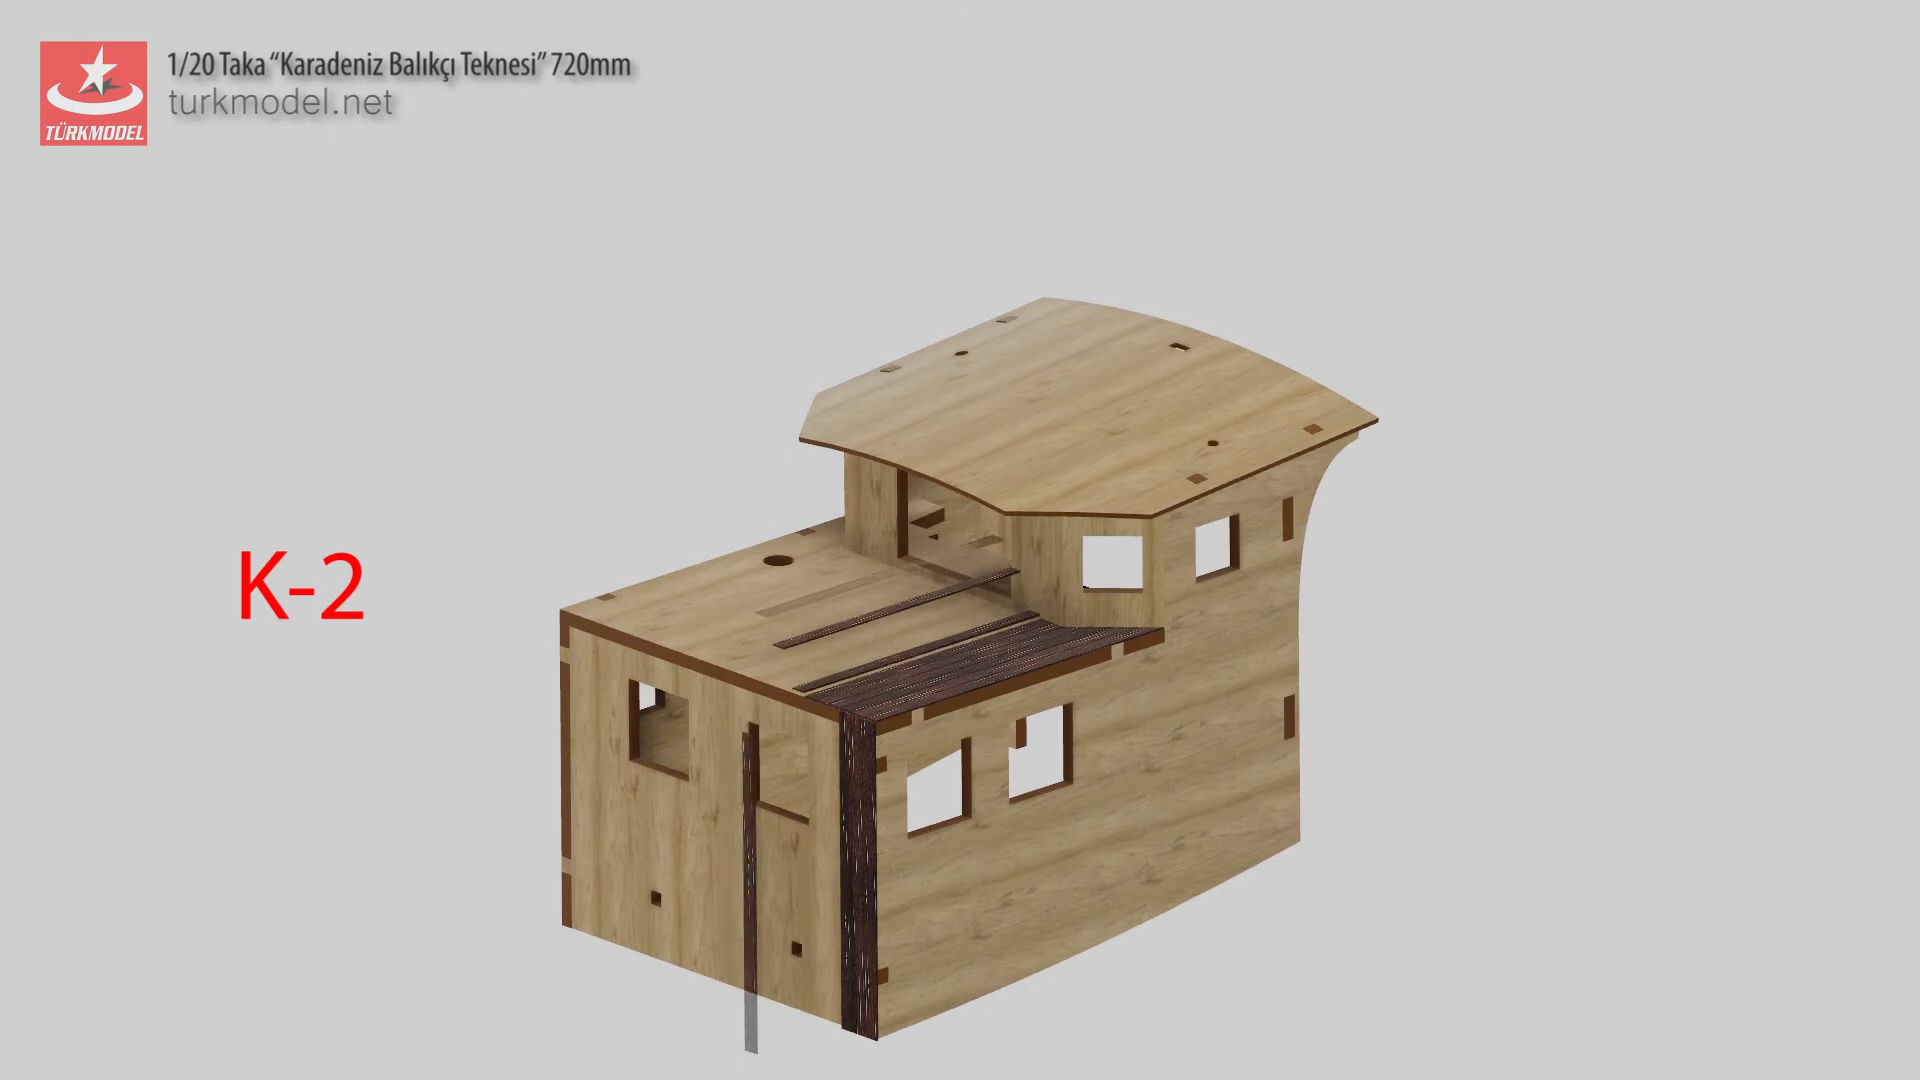 1/20 Taka “Karadeniz Balıkçı Teknesi” 720mm
turkmodel.net
TÜRKMODEL
K-2